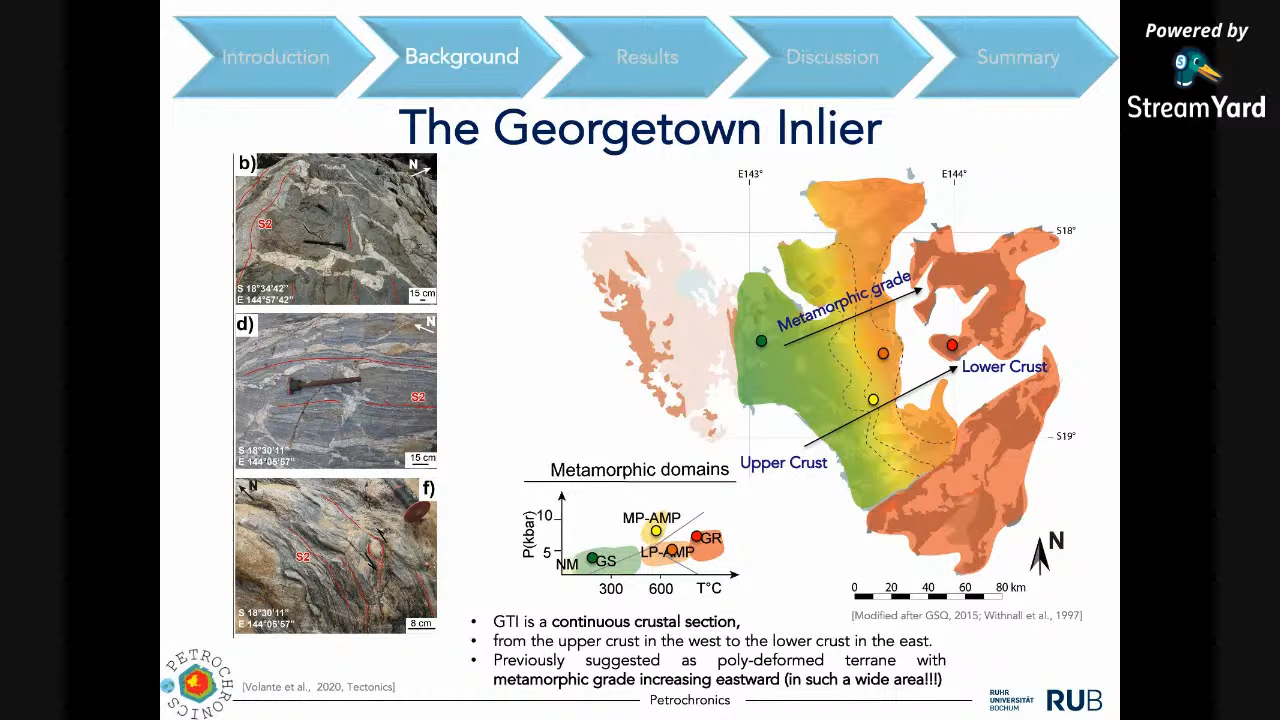 Introduction
Background
Results
Discussion
Summary
Powered by
StreamYard
The Georgetown Inlier
b)
N
S2
S 18°34'42"
E 144°57'42"
15 cm
d)
N
S2
S 18°30'11"
E 144°05'57"
15 cm
f)
N
S2
S 18°30'11"
E 144°05'57"
8 cm
E143°
E144°
S18°
S19°
Metamorphic grade
Lower Crust
Upper Crust
N
0 20 40 60 80 km
[Modified after GSQ, 2015; Withnall et al., 1997]
Metamorphic domains
P(kbar)
10
5
MP-AMP
LP-AMP
GR
NM
GS
300
600
T°C
• GTI is a continuous crustal section,
• from the upper crust in the west to the lower crust in the east.
• Previously suggested as poly-deformed terrane with
metamorphic grade increasing eastward (in such a wide area!!!)
PETROCHRONICS
[Volante et al., 2020, Tectonics]
Petrochronics
RUHR
UNIVERSITÄT
BOCHUM
RUB